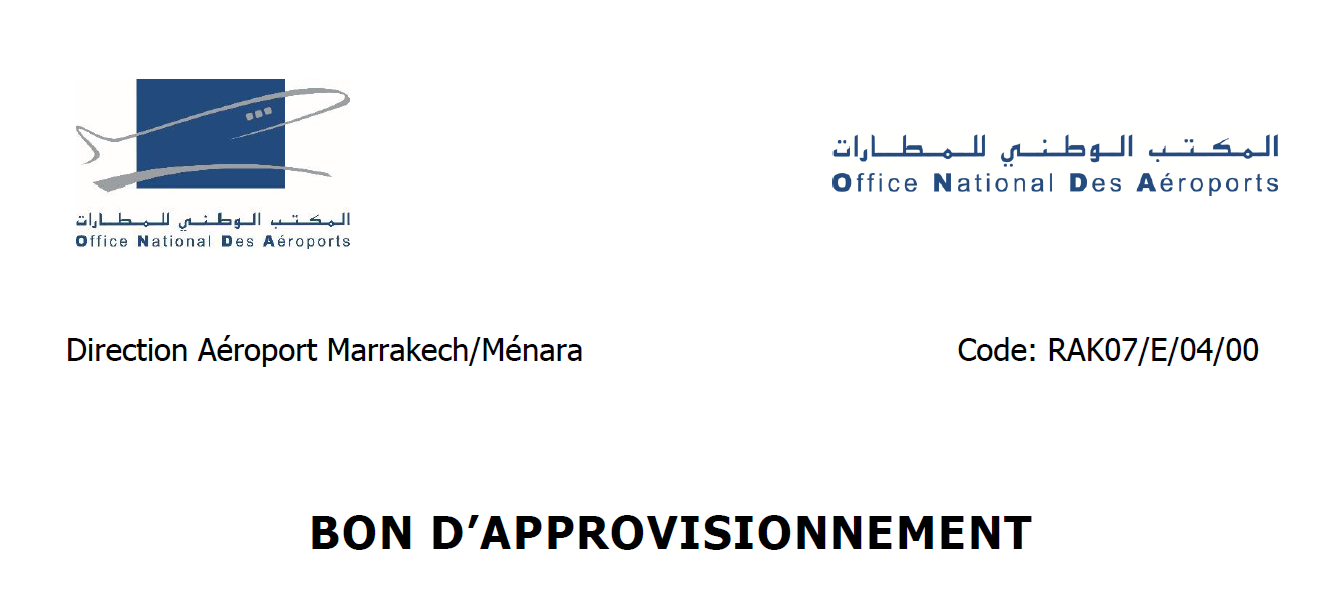 المكتب الوطني للمطارات
Office National Des Aéroports
المكتب الوطني للمطارات
Office National Des Aéroports
Direction Aéroport Marrakech/Ménara
Code: RAK07/E/04/00
BON D’APPROVISIONNEMENT